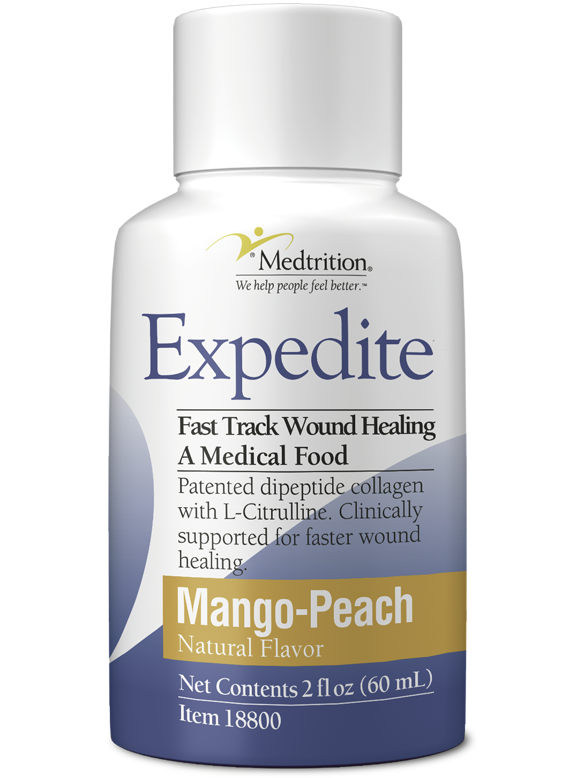 Medtrition®
We help people feel better.™
Expedite
Fast Track Wound Healing
A Medical Food
Patented dipeptide collagen
with L-Citrulline. Clinically
supported for faster wound
healing.
Mango-Peach
Natural Flavor
Net Contents 2 fl oz (60 mL)
Item 18800